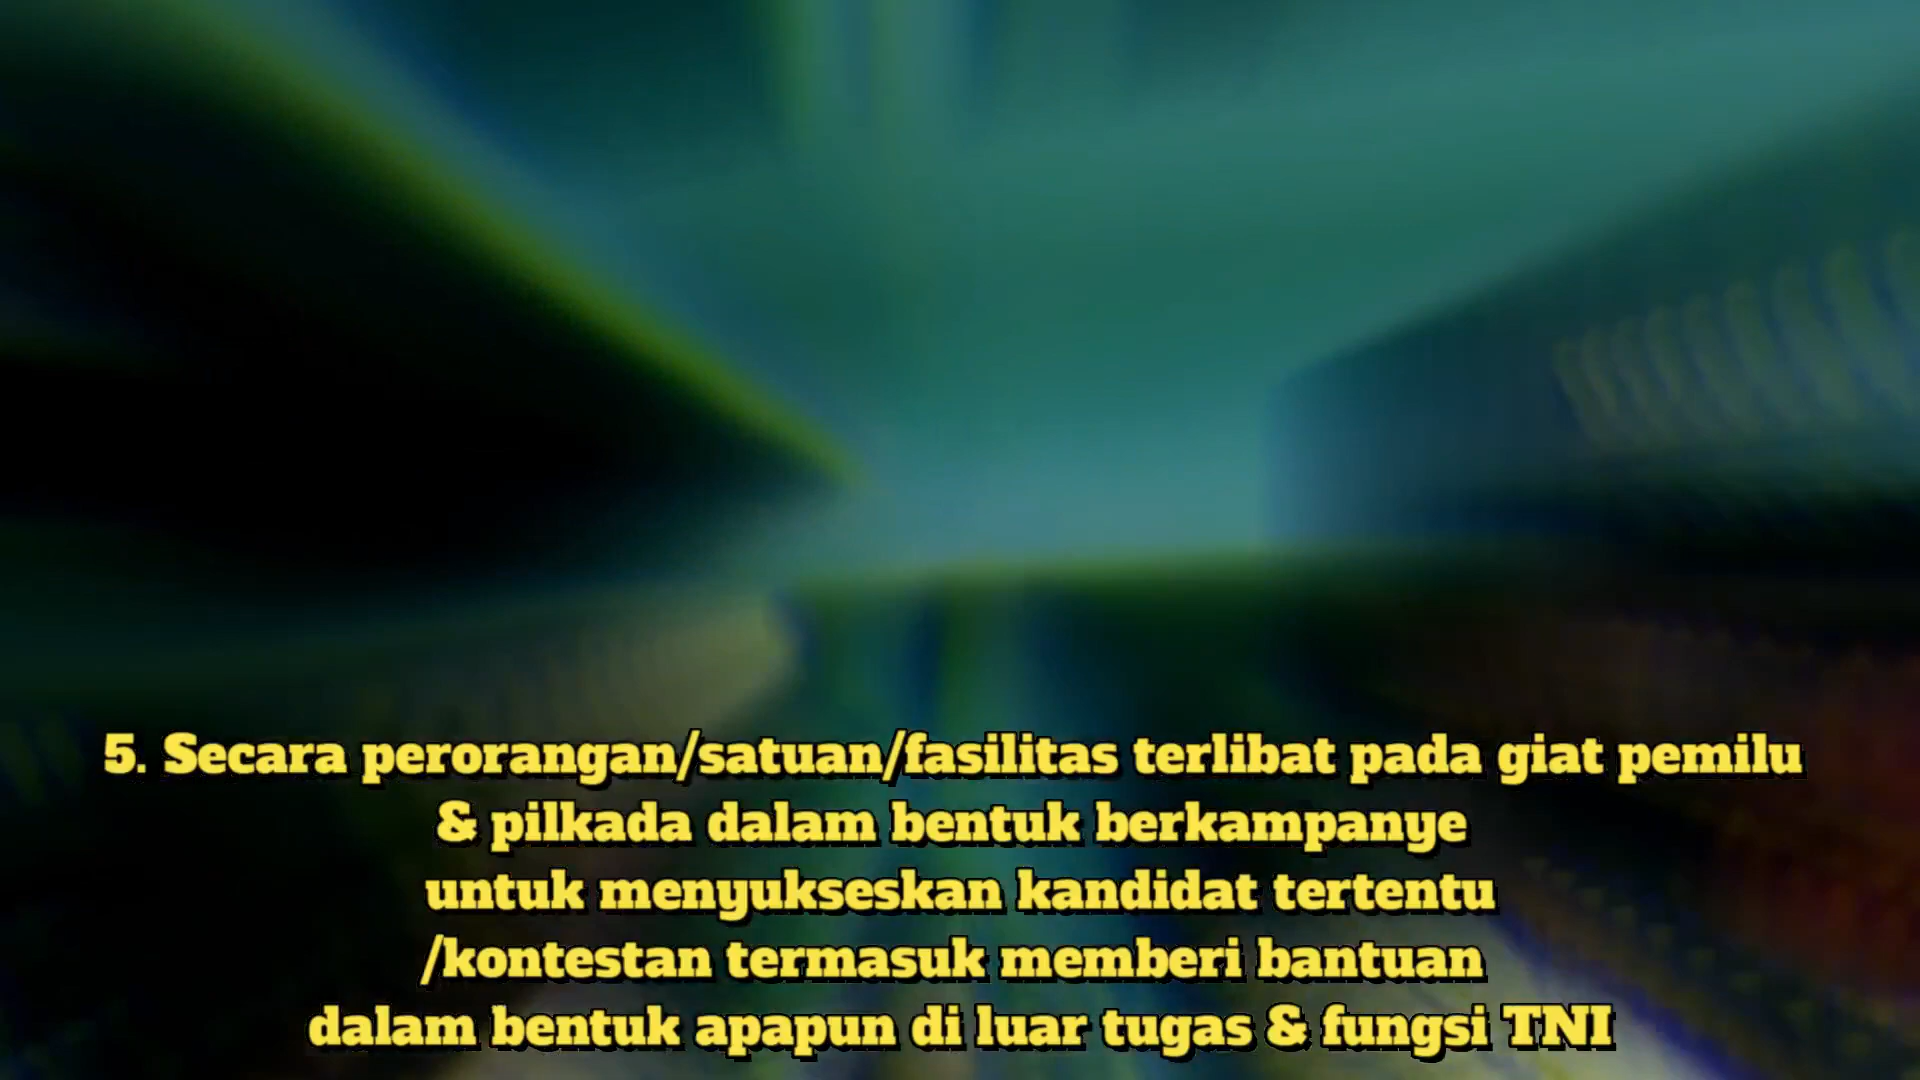 5. Secara perorangan/satuan/fasilitas terlibat pada giat pemilu
& pilkada dalam bentuk berkampanye
untuk menyukseskan kandidat tertentu
/kontestan termasuk memberi bantuan
dalam bentuk apapun di luar tugas & fungsi TNI